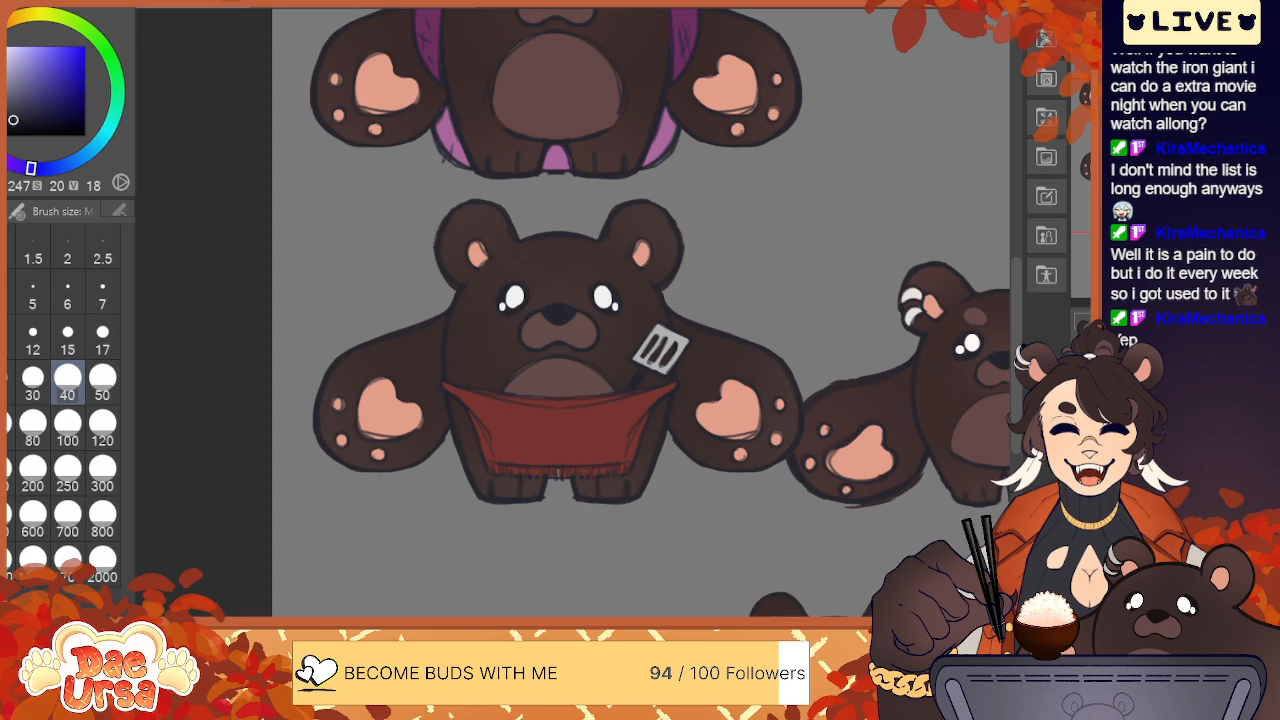 LIVE
watch the iron giant i
can do a extra movie
night when you can
watch allong?
KiraMechanica
I don't mind the list is
long enough anyways
KiraMechanica
Well it is a pain to do
but i do it every week
so i got used to it
KiraMechanica
Yep
247 S 20 V 18
Brush size: M
1.5 2 2.5
5 6 7
12 15 17
30 40 50
80 100 120
200 250 300
600 700 800
2000
Dae
Ursa
BECOME BUDS WITH ME 94 / 100 Followers